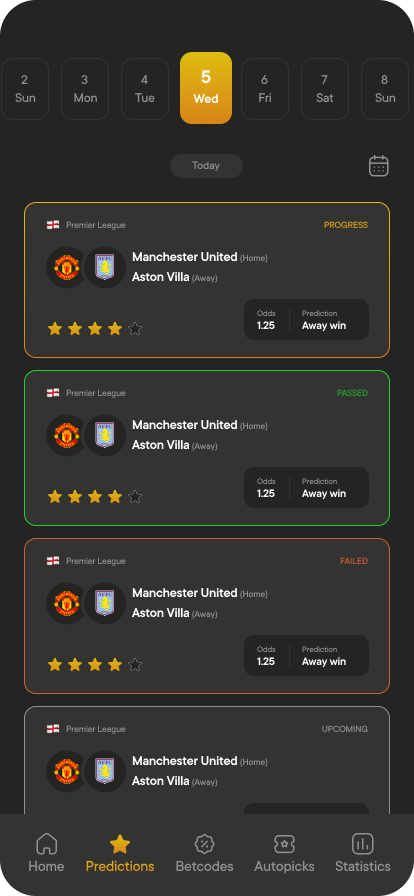 2 3 4 5 6 7 8
Sun Mon Tue Wed Fri Sat Sun
Today
Premier League PROGRESS
Manchester United (Home)
Aston Villa (Away)
Odds Prediction
1.25 Away win
Premier League PASSED
Manchester United (Home)
Aston Villa (Away)
Odds Prediction
1.25 Away win
Premier League FAILED
Manchester United (Home)
Aston Villa (Away)
Odds Prediction
1.25 Away win
Premier League UPCOMING
Manchester United (Home)
Aston Villa (Away)
Home Predictions Betcodes Autopicks Statistics